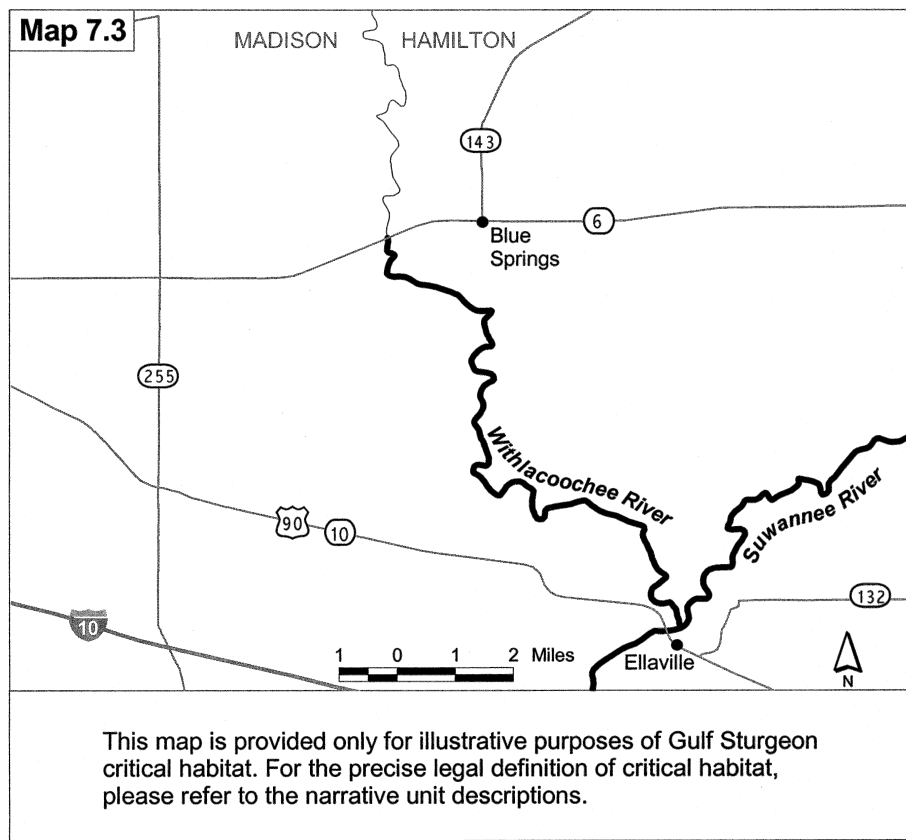 Map 7.3
MADISON
HAMILTON
143
6
Blue
Springs
255
Withlacoochee River
Suwannee River
90
10
132
10
1 0 1 2 Miles
Ellaville
N
This map is provided only for illustrative purposes of Gulf Sturgeon
critical habitat. For the precise legal definition of critical habitat,
please refer to the narrative unit descriptions.